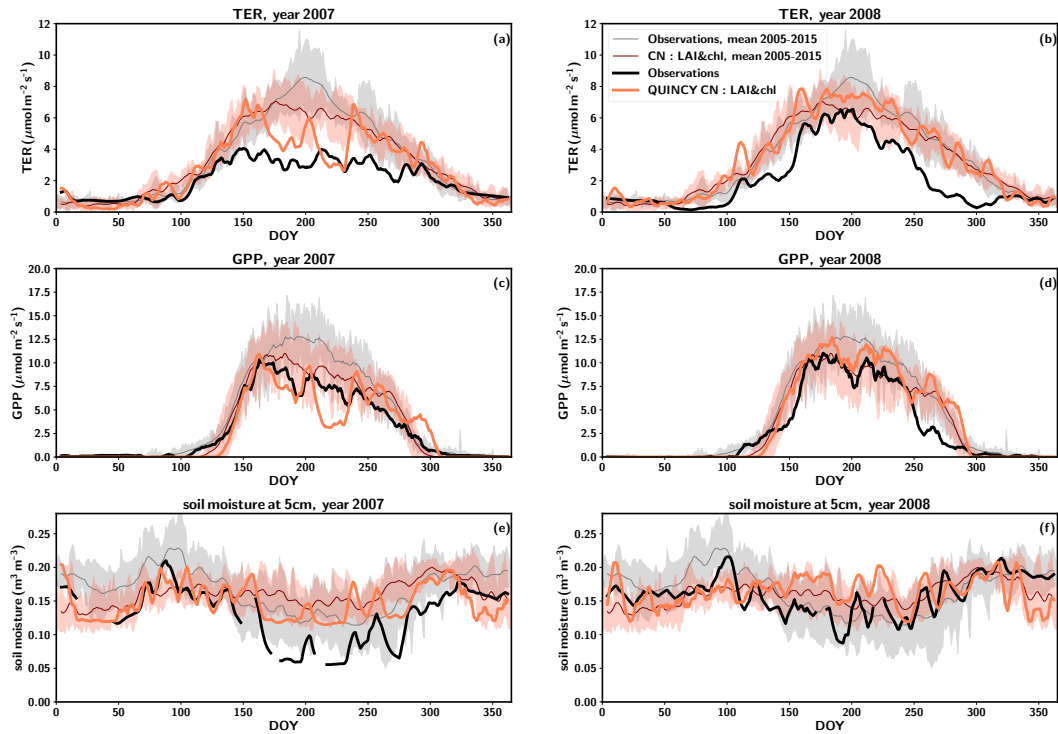 TER, year 2007
(a)
12
10
8
6
4
2
0
TER (μmol m⁻² s⁻¹)
0 50 100 150 200 250 300 350
DOY
TER, year 2008
(b)
Observations, mean 2005-2015
CN : LAI&chl, mean 2005-2015
Observations
QUINCY CN : LAI&chl
12
10
8
6
4
2
0
TER (μmol m⁻² s⁻¹)
0 50 100 150 200 250 300 350
DOY
GPP, year 2007
(c)
20.0
17.5
15.0
12.5
10.0
7.5
5.0
2.5
0.0
GPP (μmol m⁻² s⁻¹)
0 50 100 150 200 250 300 350
DOY
GPP, year 2008
(d)
20.0
17.5
15.0
12.5
10.0
7.5
5.0
2.5
0.0
GPP (μmol m⁻² s⁻¹)
0 50 100 150 200 250 300 350
DOY
soil moisture at 5cm, year 2007
(e)
0.25
0.20
0.15
0.10
0.05
0.00
soil moisture (m³ m⁻³)
0 50 100 150 200 250 300 350
DOY
soil moisture at 5cm, year 2008
(f)
0.25
0.20
0.15
0.10
0.05
0.00
soil moisture (m³ m⁻³)
0 50 100 150 200 250 300 350
DOY